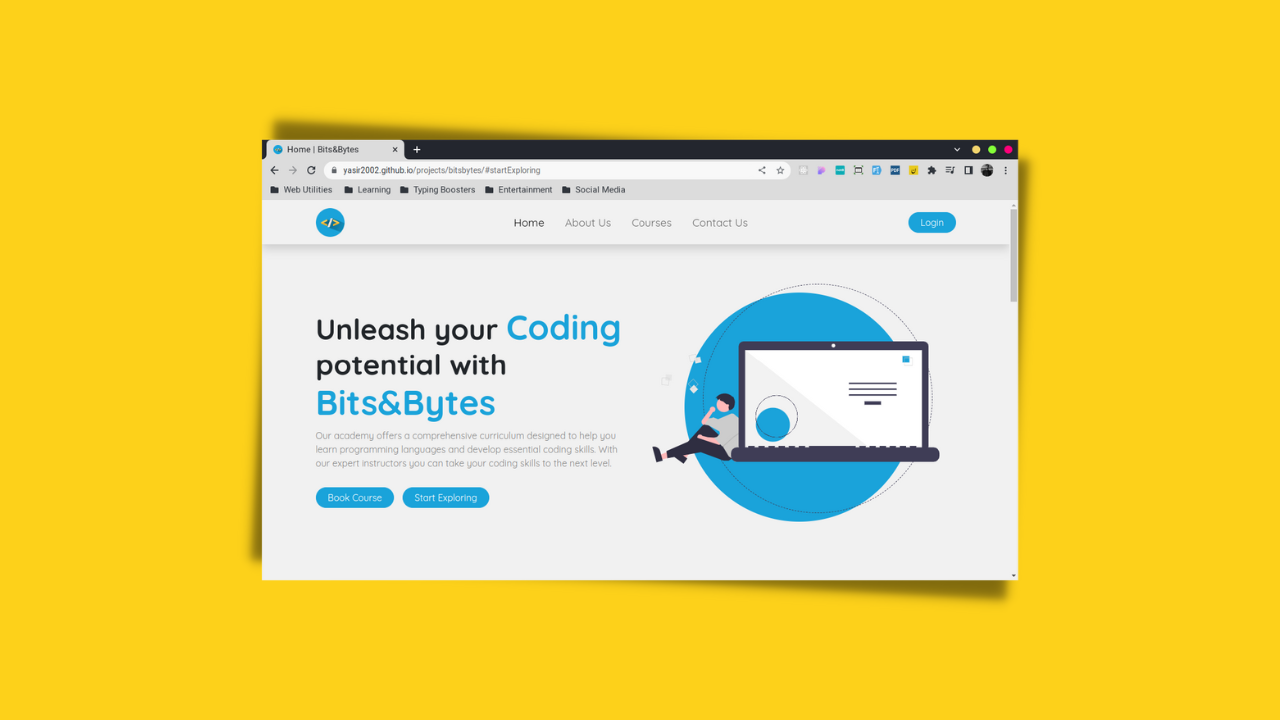 Home | Bits&Bytes
yasir2002.github.io/projects/bitsbytes/#startExploring
Web Utilities Learning Typing Boosters Entertainment Social Media
</> Home About Us Courses Contact Us Login
Unleash your Coding
potential with
Bits&Bytes
Our academy offers a comprehensive curriculum designed to help you
learn programming languages and develop essential coding skills. With
our expert instructors you can take your coding skills to the next level.
Book Course Start Exploring